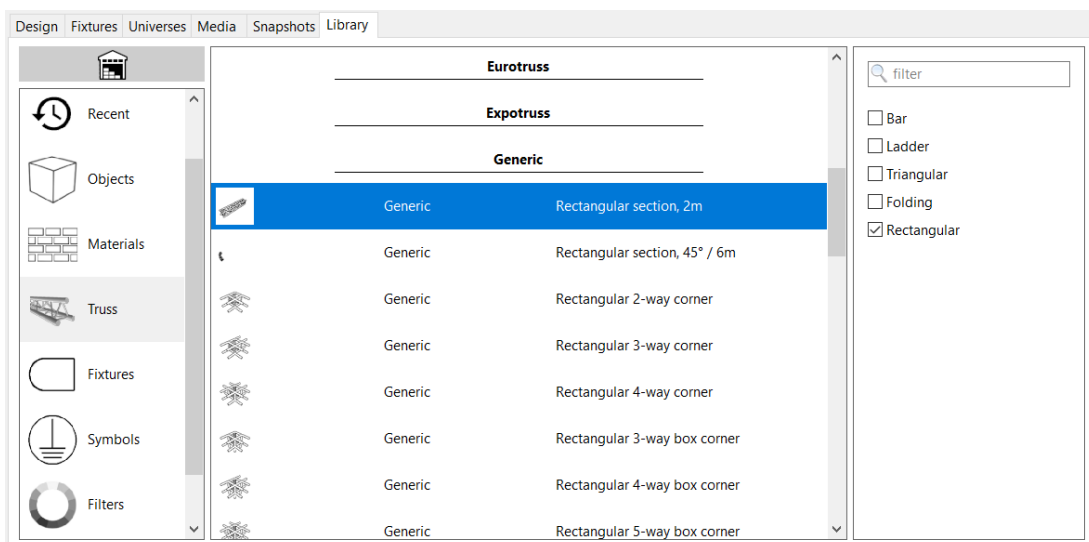 Design Fixtures Universes Media Snapshots Library
Recent
Objects
Materials
Truss
Fixtures
Symbols
Filters
Eurotruss
Expotruss
Generic
Generic Rectangular section, 2m
Generic Rectangular section, 45° / 6m
Generic Rectangular 2-way corner
Generic Rectangular 3-way corner
Generic Rectangular 4-way corner
Generic Rectangular 3-way box corner
Generic Rectangular 4-way box corner
Generic Rectangular 5-way box corner
filter
Bar
Ladder
Triangular
Folding
Rectangular